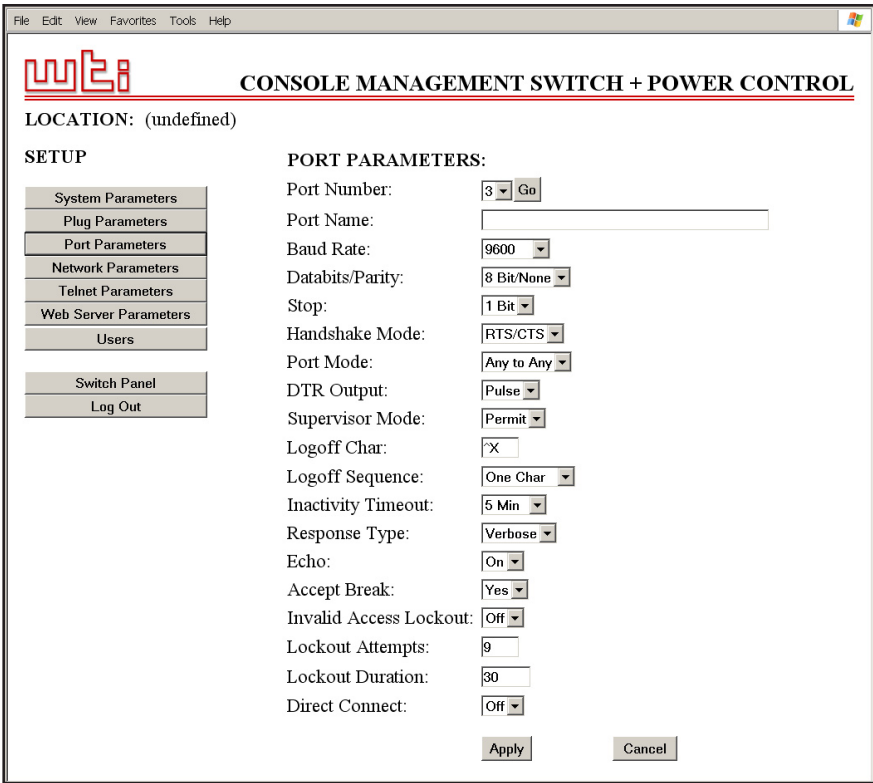 File Edit View Favorites Tools Help
wti
CONSOLE MANAGEMENT SWITCH + POWER CONTROL
LOCATION: (undefined)
SETUP
System Parameters
Plug Parameters
Port Parameters
Network Parameters
Telnet Parameters
Web Server Parameters
Users
Switch Panel
Log Out
PORT PARAMETERS:
Port Number: 3 Go
Port Name:
Baud Rate: 9600
Databits/Parity: 8 Bit/None
Stop: 1 Bit
Handshake Mode: RTS/CTS
Port Mode: Any to Any
DTR Output: Pulse
Supervisor Mode: Permit
Logoff Char: ^X
Logoff Sequence: One Char
Inactivity Timeout: 5 Min
Response Type: Verbose
Echo: On
Accept Break: Yes
Invalid Access Lockout: Off
Lockout Attempts: 9
Lockout Duration: 30
Direct Connect: Off
Apply Cancel